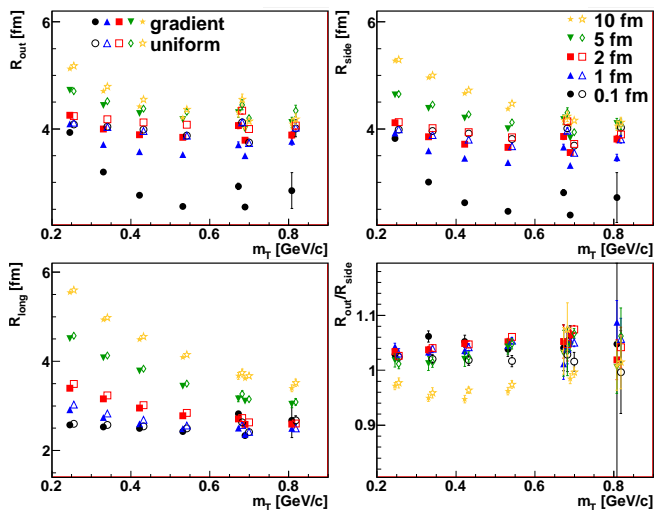 R_out [fm]
6
4
gradient
uniform
0.2 0.4 0.6 0.8
m_T [GeV/c]
R_side [fm]
6
4
10 fm
5 fm
2 fm
1 fm
0.1 fm
0.2 0.4 0.6 0.8
m_T [GeV/c]
R_long [fm]
6
4
2
0.2 0.4 0.6 0.8
m_T [GeV/c]
R_out/R_side
1.1
1
0.9
0.2 0.4 0.6 0.8
m_T [GeV/c]